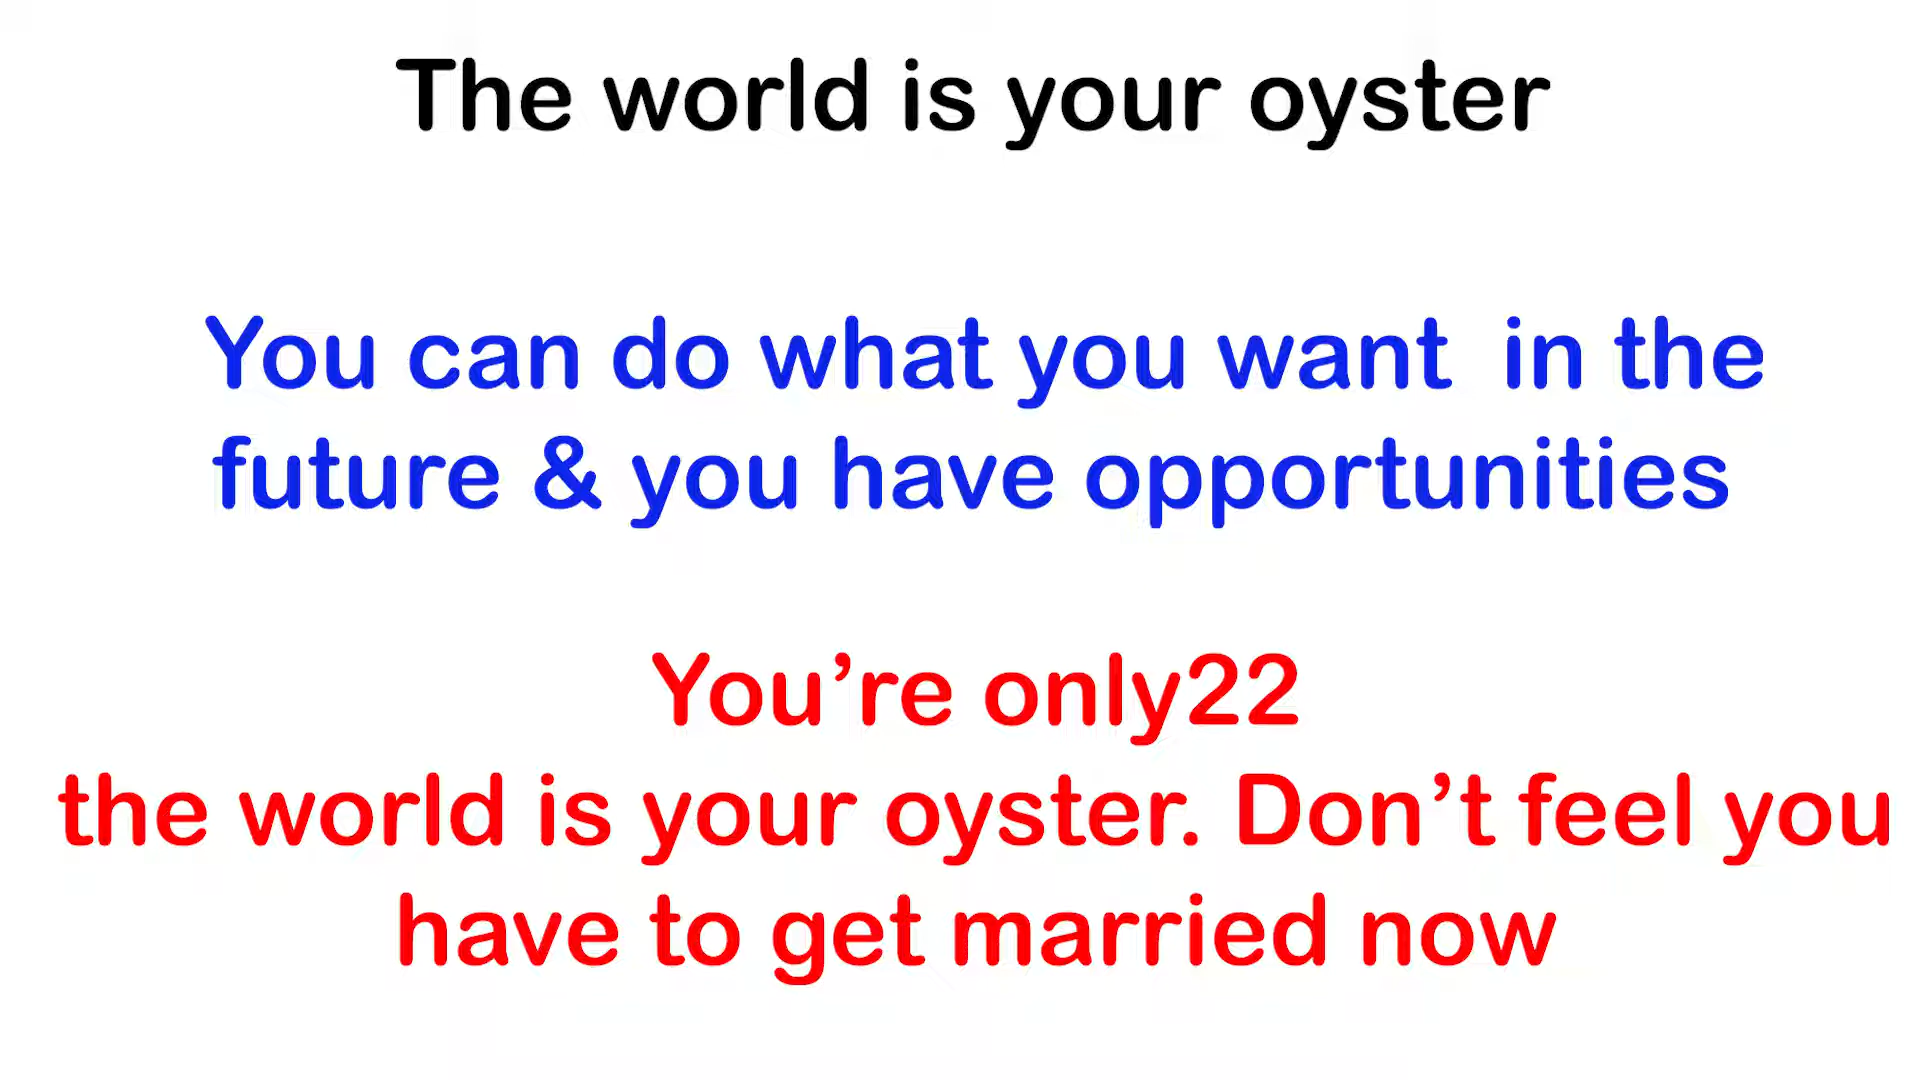 The world is your oyster
You can do what you want  in the
future & you have opportunities
You’re only22
the world is your oyster. Don’t feel you
have to get married now